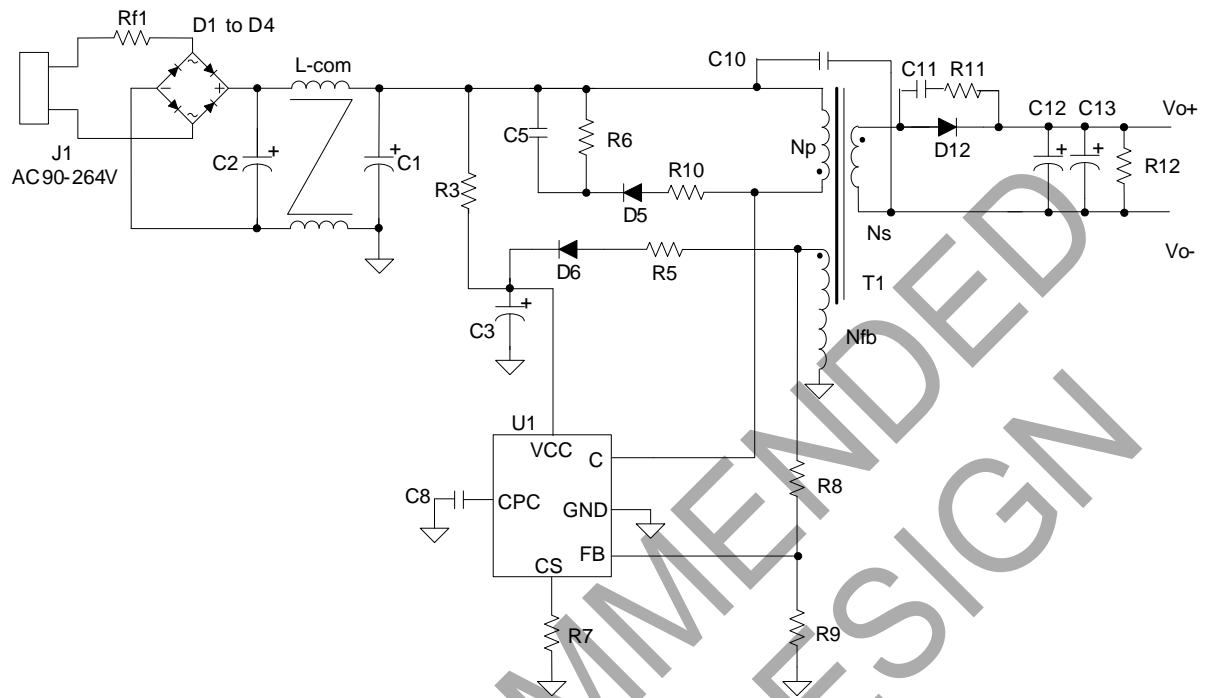 Rf1
D1 to D4
L-com
C10
C11
R11
J1
AC90-264V
C2
+
C1
+
C5
R6
Np
D12
C12
C13
Vo+
+
+
R12
R3
D5
R10
Ns
D6
R5
T1
Vo-
C3
+
Nfb
U1
VCC
C
C8
CPC
GND
R8
FB
CS
R7
R9
~
-
+
~
MMENDED
ESIGN